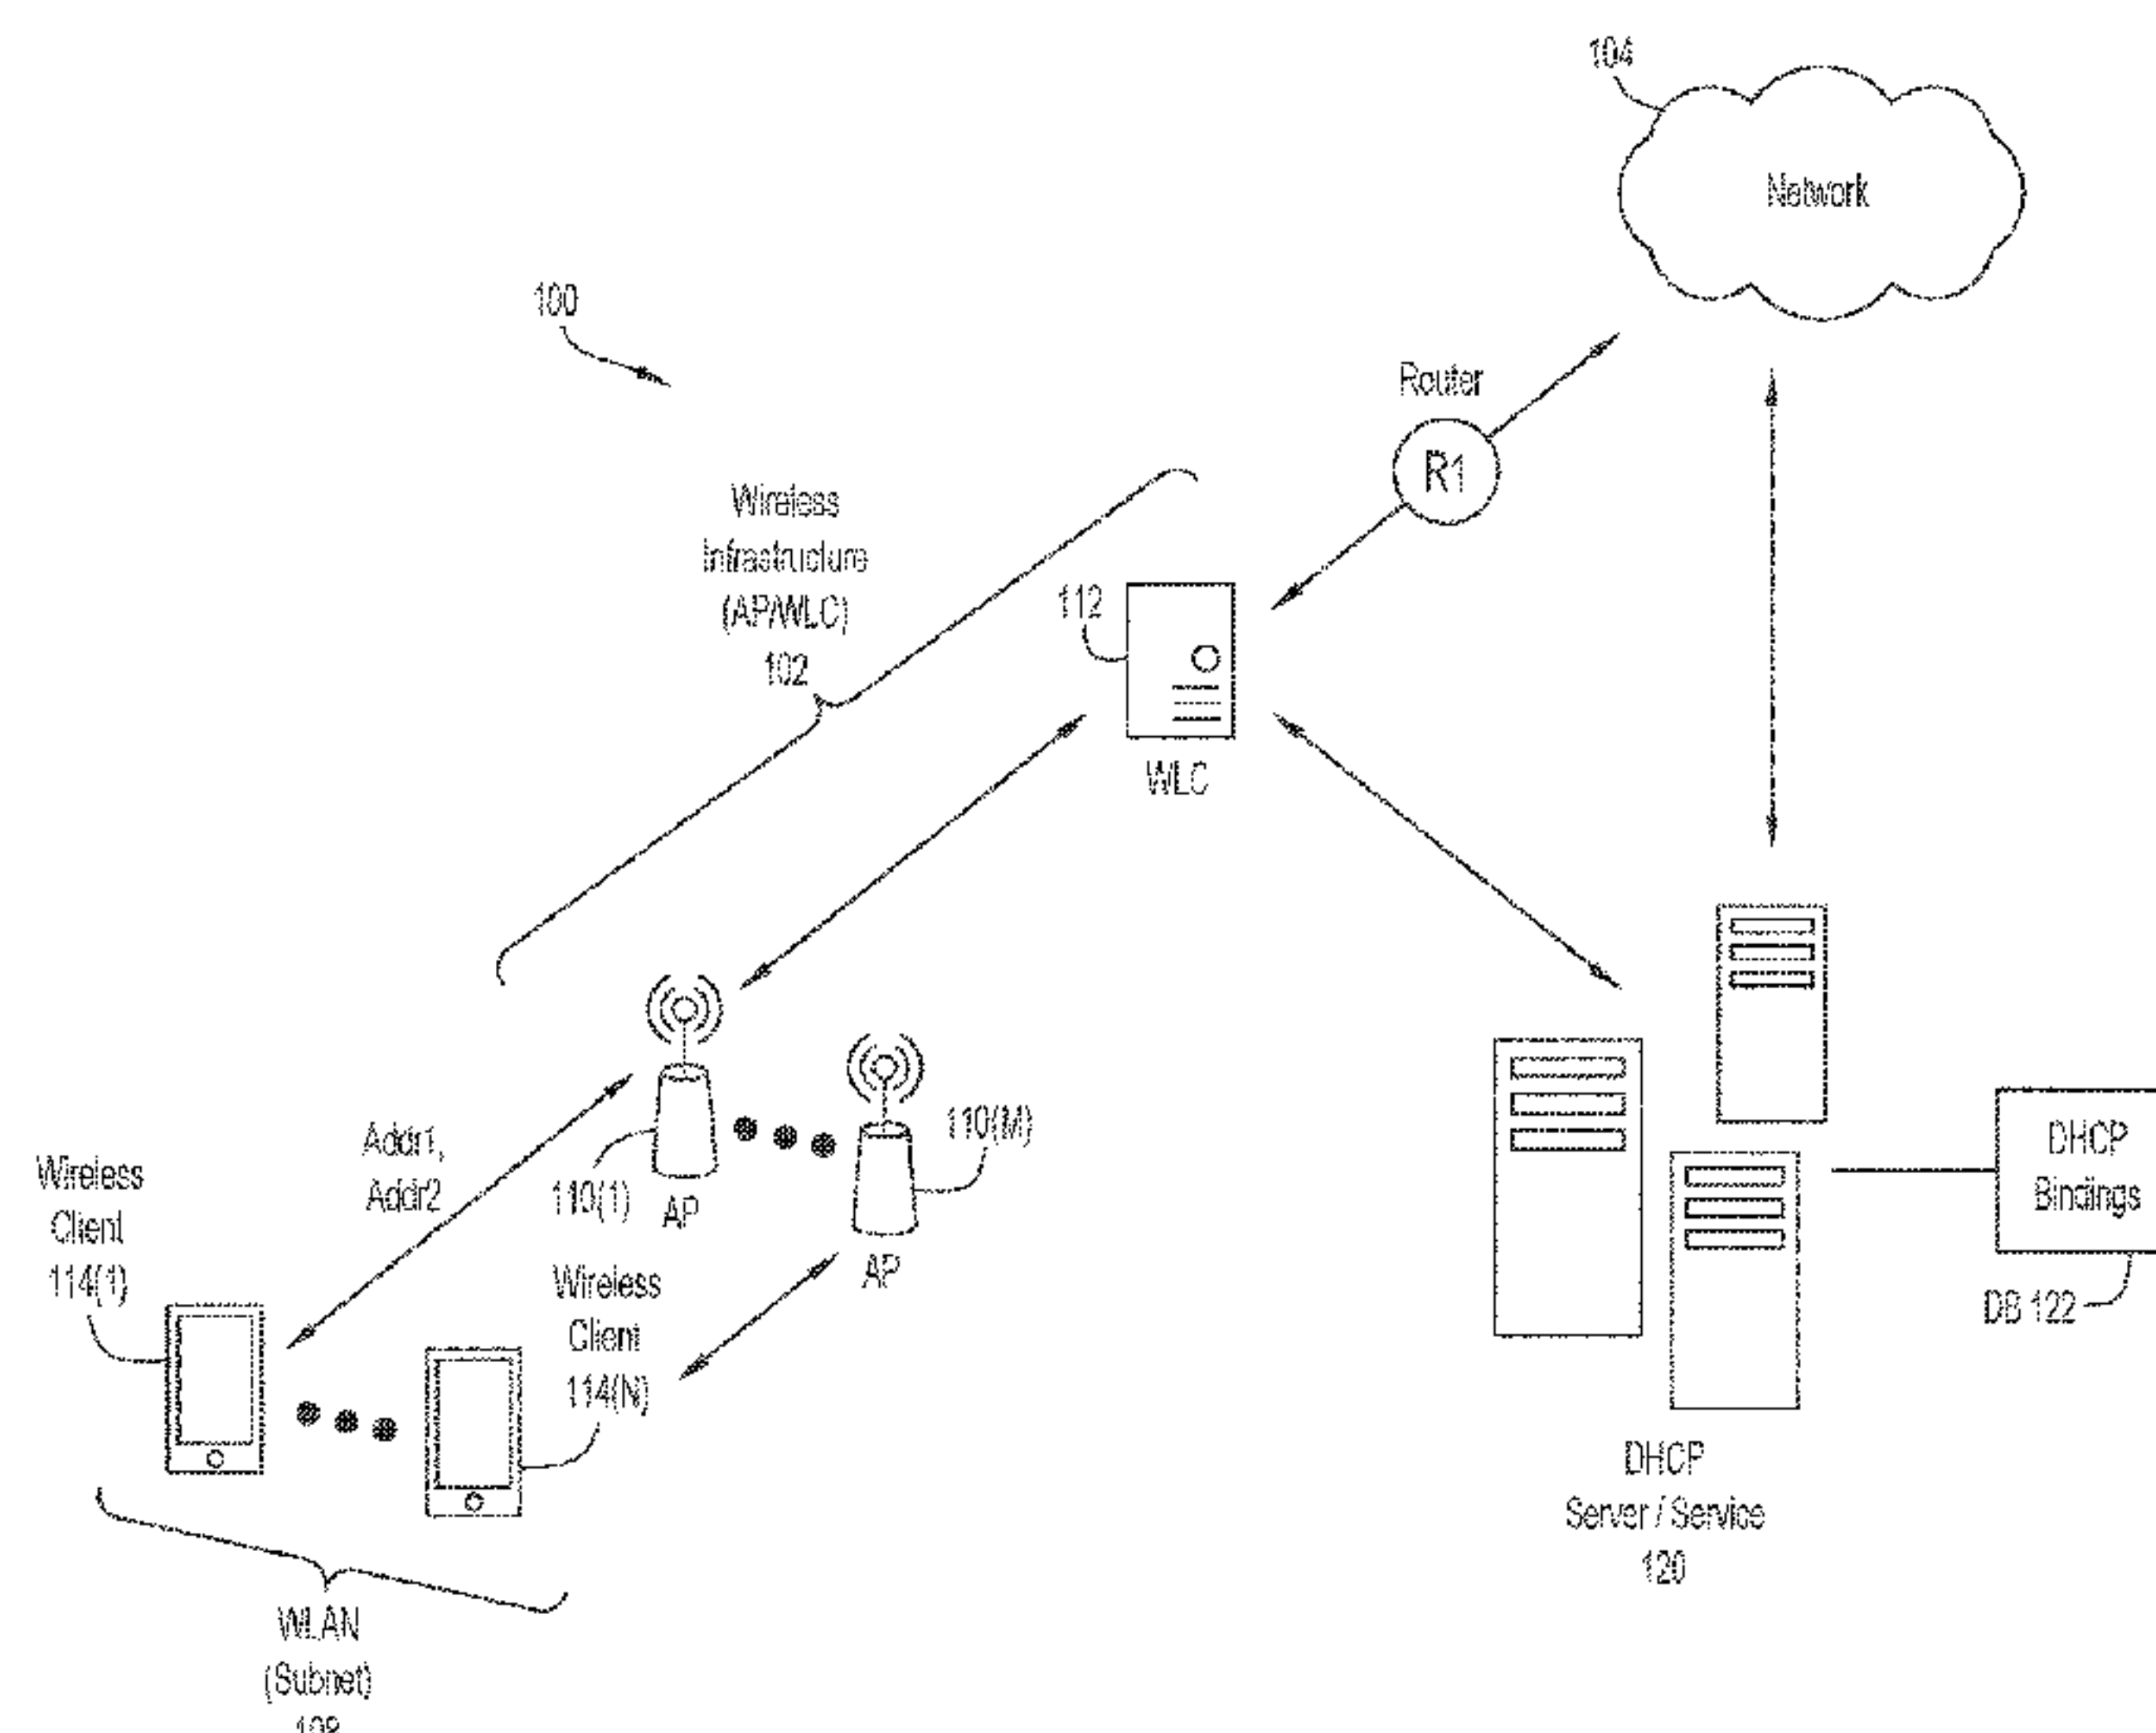 104
Network
100
Router
R1
Wireless
Infrastructure
(AP/WLC)
102
112
WLC
Addr1,
Addr2
110(1)
AP
110(M)
AP
Wireless
Client
114(1)
Wireless
Client
114(N)
DHCP
Bindings
DB 122
DHCP
Server / Service
120
WLAN
(Subnet)